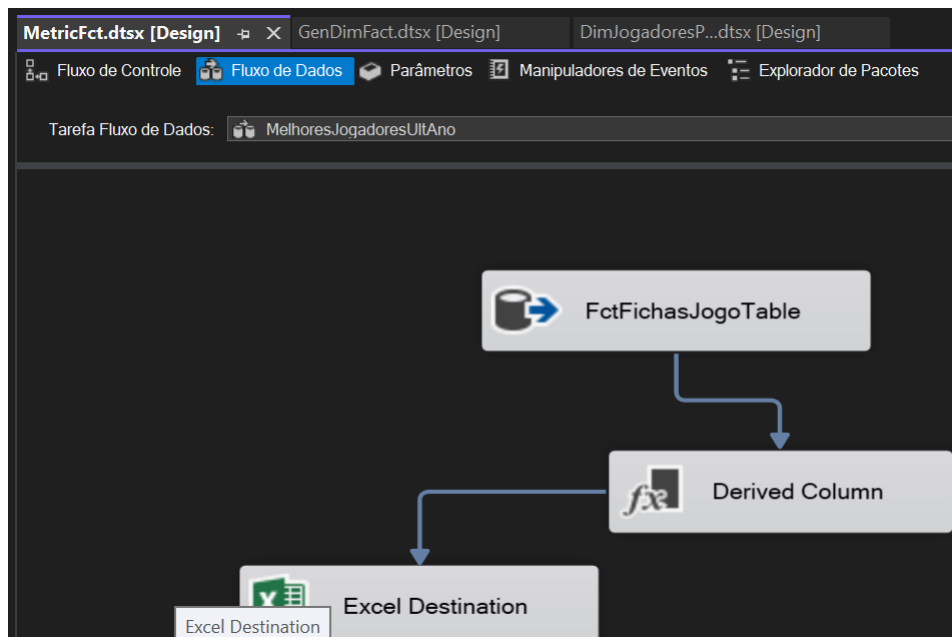 MetricFct.dtsx [Design] GenDimFact.dtsx [Design] DimJogadoresP...dtsx [Design]
Fluxo de Controle Fluxo de Dados Parâmetros Manipuladores de Eventos Explorador de Pacotes
Tarefa Fluxo de Dados: MelhoresJogadoresUltAno
FctFichasJogoTable
fx Derived Column
Excel Destination
Excel Destination